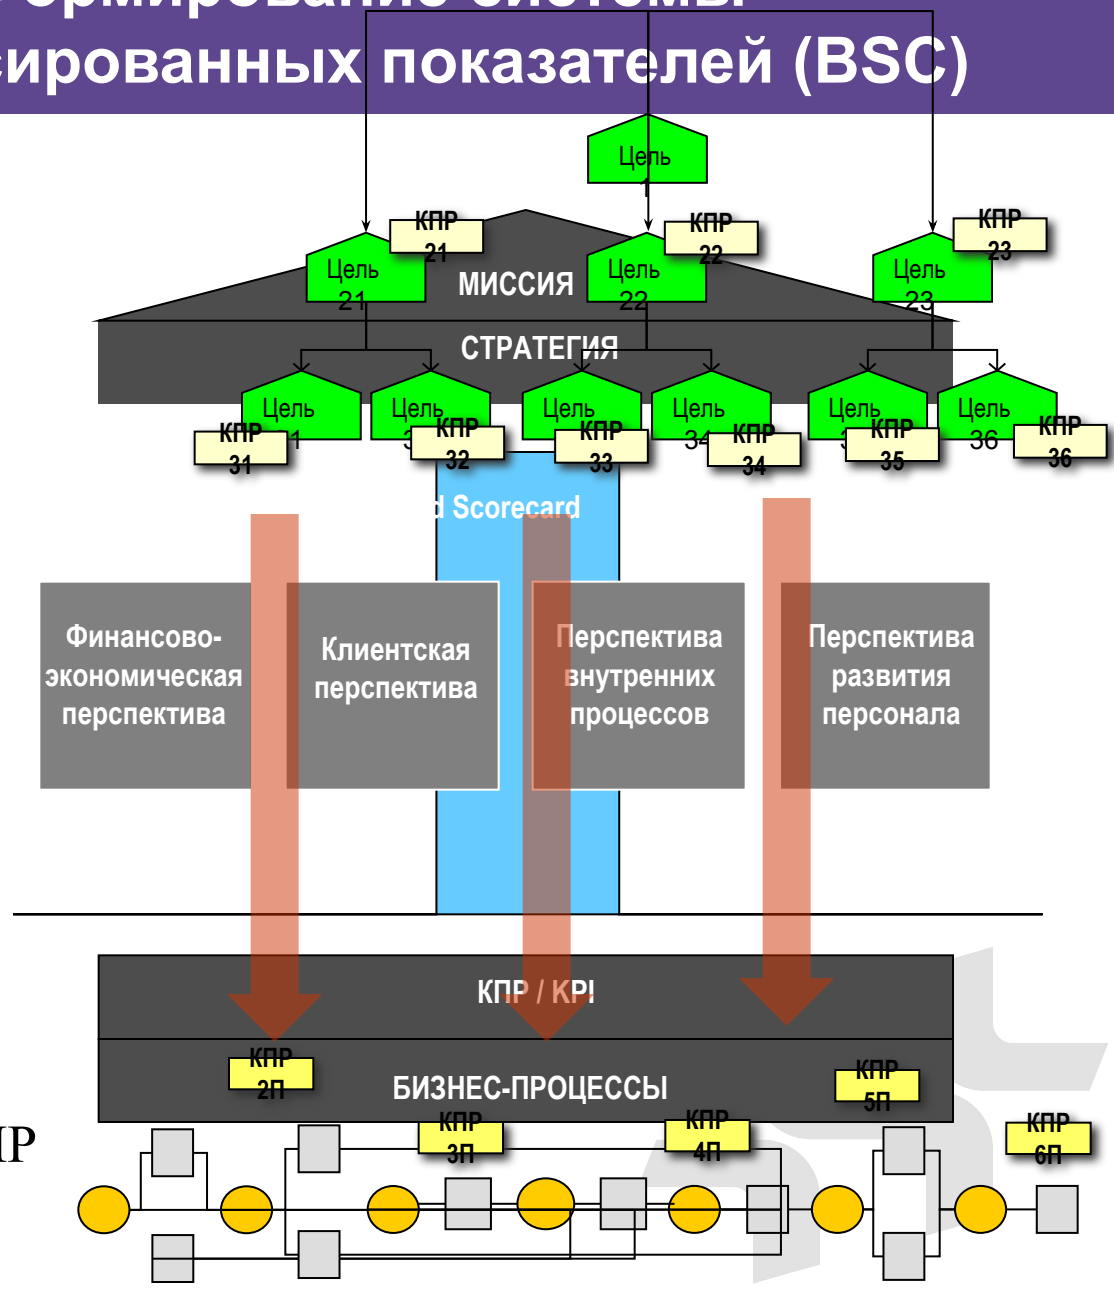 ормирование системы
сированных показателей (BSC)
Цель
1
КПР
21
КПР
22
КПР
23
Цель
21
МИССИЯ
Цель
22
Цель
23
СТРАТЕГИЯ
Цель
Цель
Цель
Цель
34
Цель
Цель
36
КПР
31
КПР
32
КПР
33
КПР
34
КПР
35
КПР
36
d Scorecard
Финансово-
экономическая
перспектива
Клиентская
перспектива
Перспектива
внутренних
процессов
Перспектива
развития
персонала
КПР / KPI
КПР
2П
БИЗНЕС-ПРОЦЕССЫ
КПР
5П
КПР
3П
КПР
4П
КПР
6П